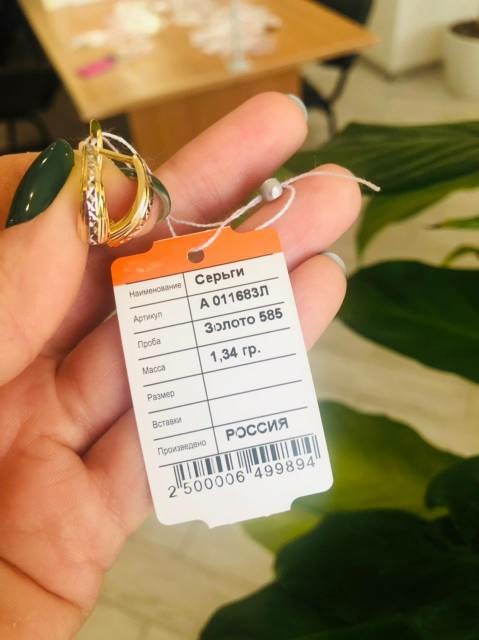 Наименование Серьги
Артикул А 011683Л
Проба Золото 585
Масса 1,34 гр.
Размер
Вставки
Произведено РОССИЯ
2 500006 499894